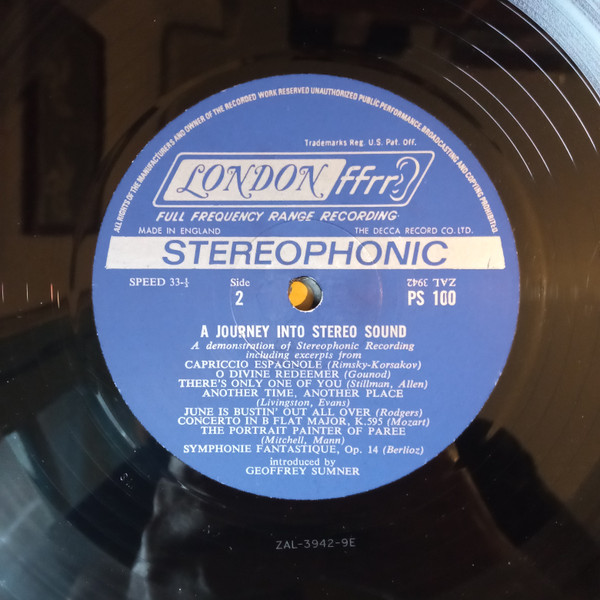 ALL RIGHTS OF THE MANUFACTURERS AND OWNER OF THE RECORDED WORK RESERVED UNAUTHORIZED PUBLIC PERFORMANCE, BROADCASTING AND COPYING PROHIBITED
Trademarks Reg. U.S. Pat. Off.
LONDON ffrr
FULL FREQUENCY RANGE RECORDING
MADE IN ENGLAND THE DECCA RECORD CO. LTD.
STEREOPHONIC
SPEED 33-⅓ Side ZAL 3942
2 PS 100
A JOURNEY INTO STEREO SOUND
A demonstration of Stereophonic Recording
including excerpts from
CAPRICCIO ESPAGNOLE (Rimsky-Korsakov)
O DIVINE REDEEMER (Gounod)
THERE'S ONLY ONE OF YOU (Stillman, Allen)
ANOTHER TIME, ANOTHER PLACE
(Livingston, Evans)
JUNE IS BUSTIN' OUT ALL OVER (Rodgers)
CONCERTO IN B FLAT MAJOR, K.595 (Mozart)
THE PORTRAIT PAINTER OF PAREE
(Mitchell, Mann)
SYMPHONIE FANTASTIQUE, Op. 14 (Berlioz)
introduced by
GEOFFREY SUMNER
ZAL-3942-9E